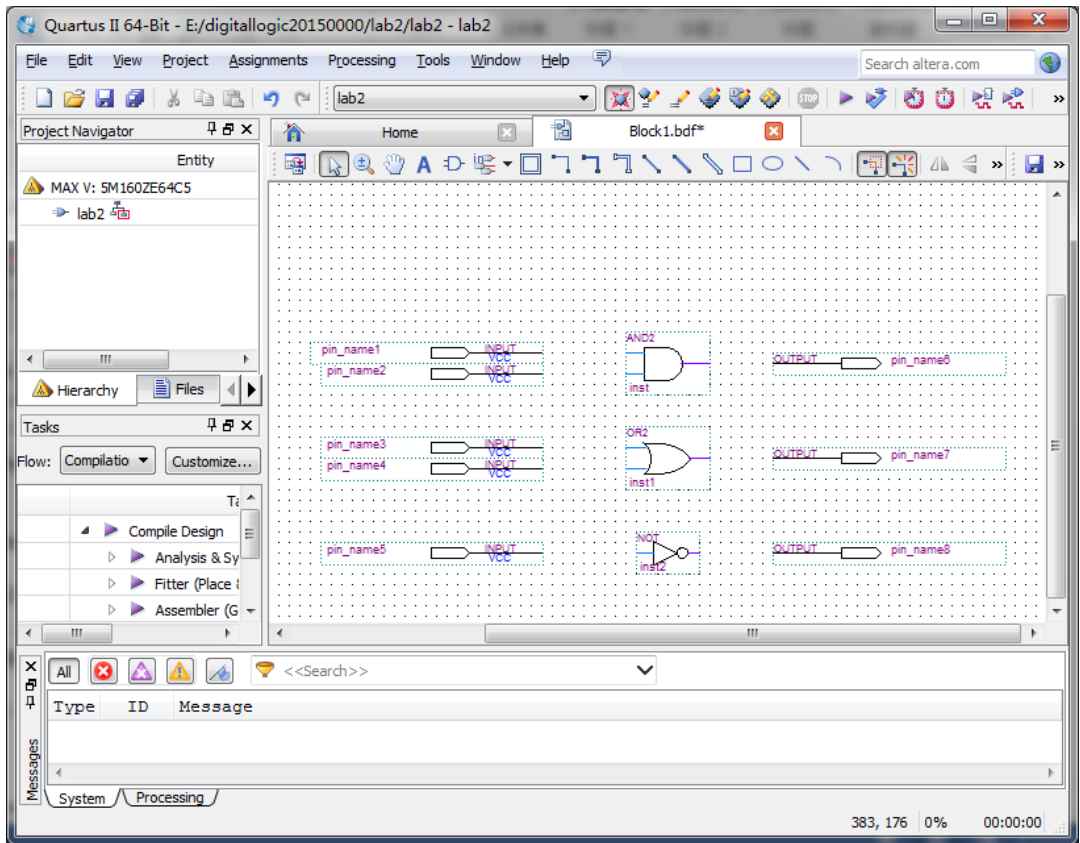 Quartus II 64-Bit - E:/digitallogic20150000/lab2/lab2 - lab2
File Edit View Project Assignments Processing Tools Window Help
Search altera.com
lab2
STOP
Project Navigator
Entity
MAX V: 5M160ZE64C5
lab2
Hierarchy
Files
Tasks
Flow: Compilatio Customize...
Ta
Compile Design
Analysis & Sy
Fitter (Place &
Assembler (G
Home
Block1.bdf*
pin_name1 INPUT
VCC
pin_name2 INPUT
VCC
AND2
inst
OUTPUT pin_name6
pin_name3 INPUT
VCC
pin_name4 INPUT
VCC
OR2
inst1
OUTPUT pin_name7
pin_name5 INPUT
VCC
NOT
inst2
OUTPUT pin_name8
All
<<Search>>
Type ID Message
Messages
System Processing
383, 176 0% 00:00:00